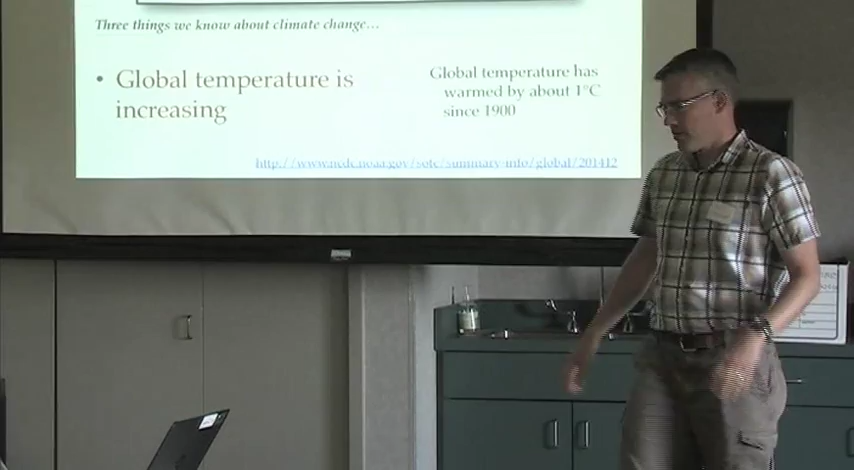 Three things we know about climate change...
• Global temperature is
increasing
Global temperature has
warmed by about 1°C
since 1900
http://www.ncdc.noaa.gov/sotc/summary-info/global/201412